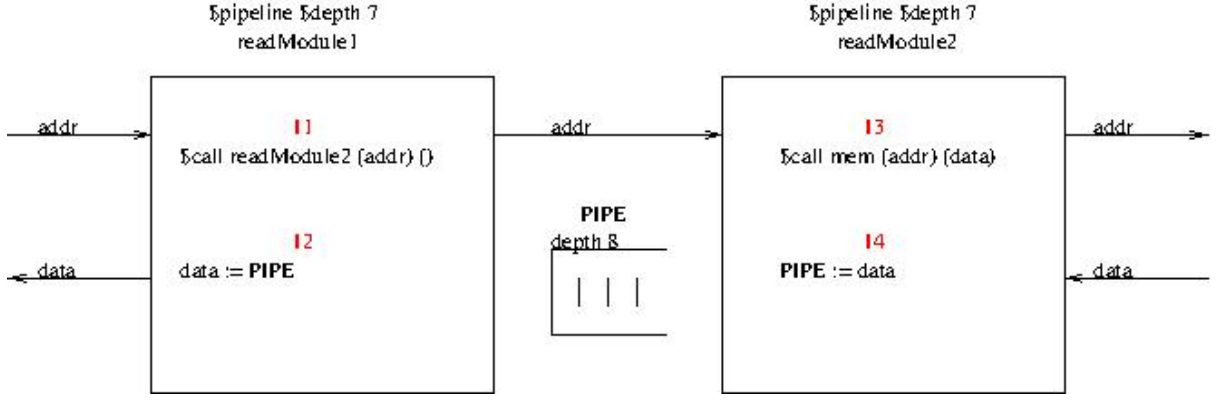 $pipeline $depth 7
readModule1
$pipeline $depth 7
readModule2
addr
I1
$call readModule2 (addr) ()
addr
I3
$call mem (addr) (data)
addr
PIPE
depth 8
data
I2
data := PIPE
I4
PIPE := data
data